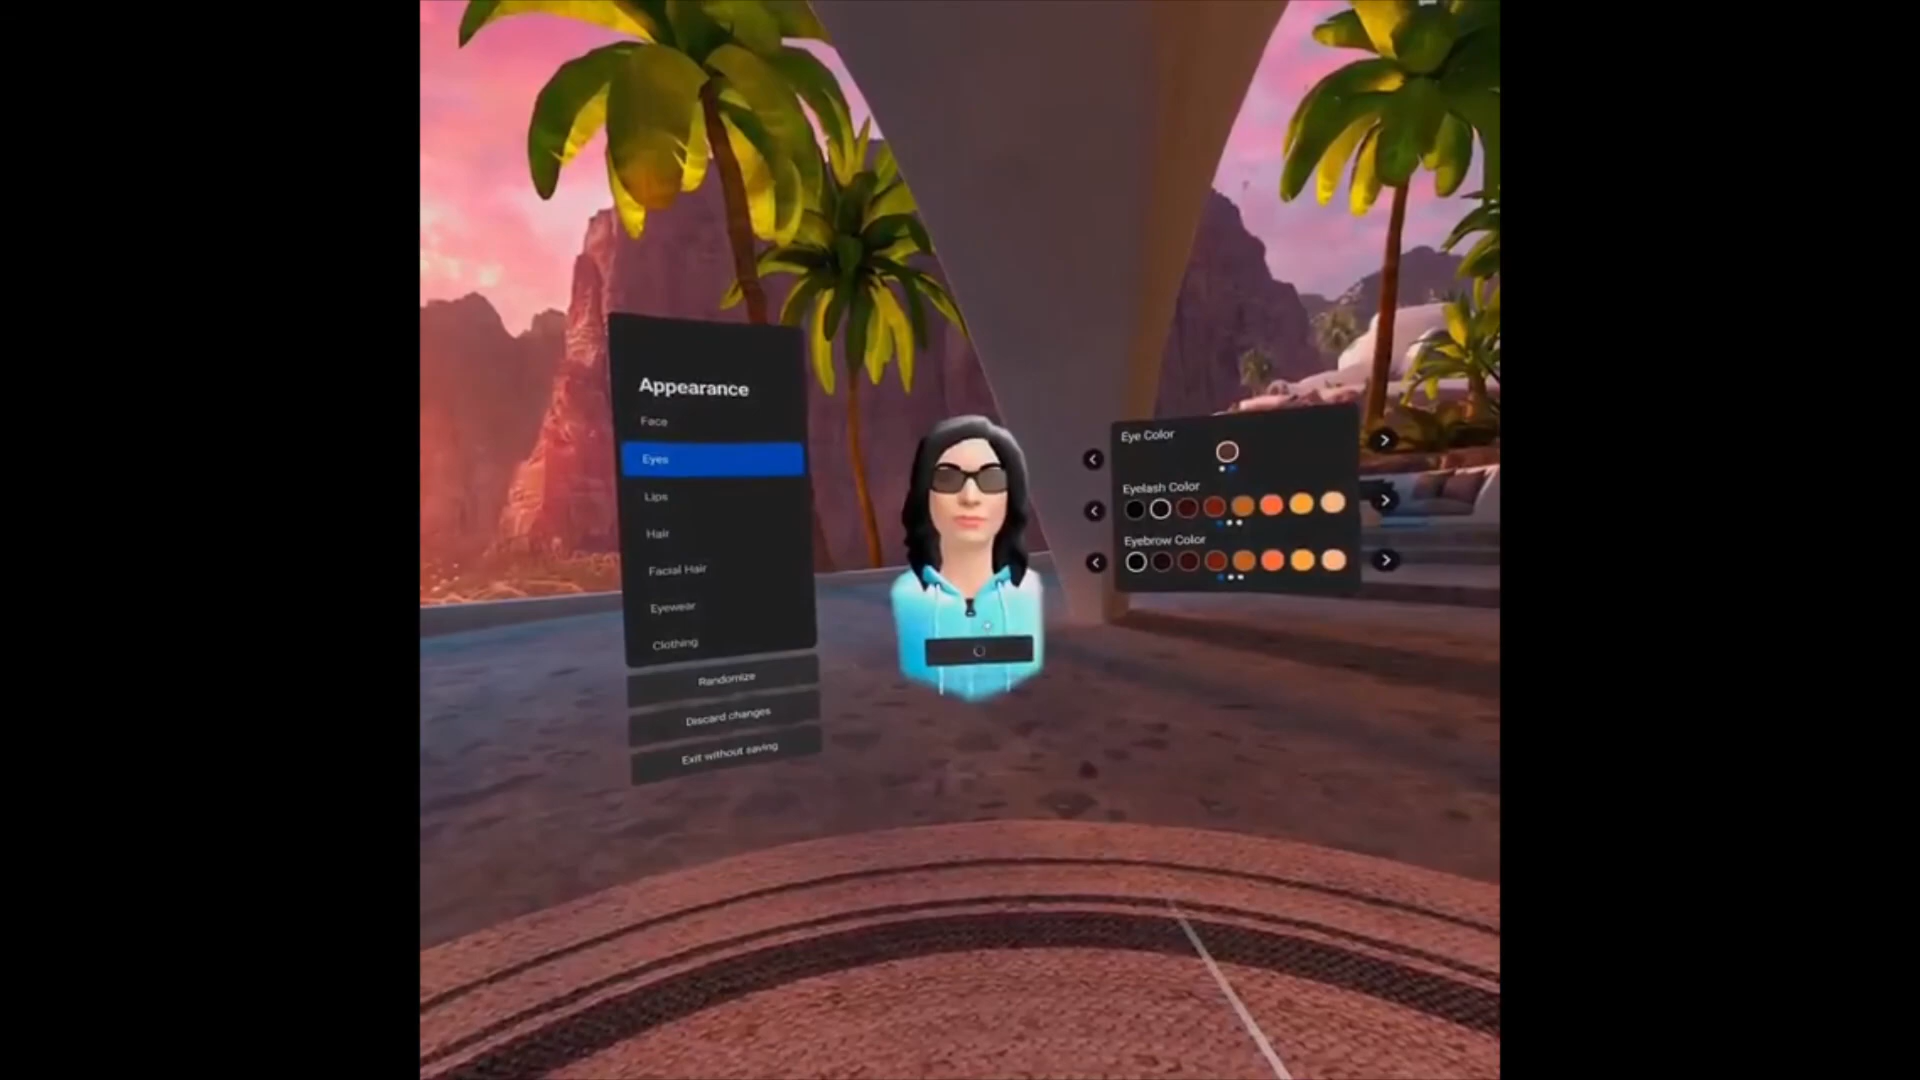 Appearance
Face
Eyes
Lips
Hair
Facial Hair
Eyewear
Clothing
Randomize
Discard changes
Exit without saving
Eye Color
Eyelash Color
Eyebrow Color